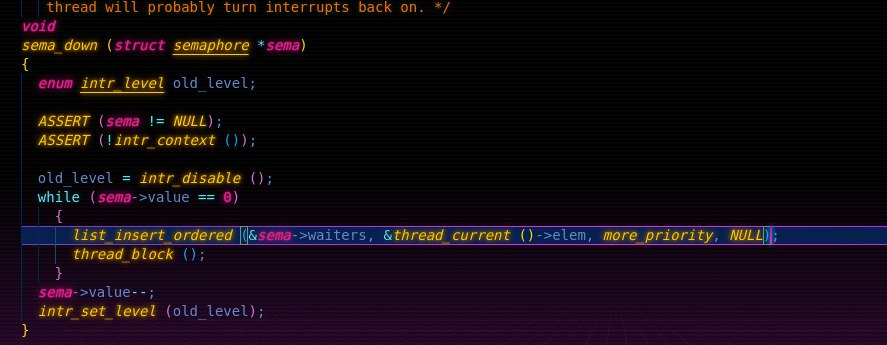 thread will probably turn interrupts back on. */
void
sema_down (struct semaphore *sema)
{
  enum intr_level old_level;

  ASSERT (sema != NULL);
  ASSERT (!intr_context ());

  old_level = intr_disable ();
  while (sema->value == 0)
    {
      list_insert_ordered (&sema->waiters, &thread_current ()->elem, more_priority, NULL);
      thread_block ();
    }
  sema->value--;
  intr_set_level (old_level);
}